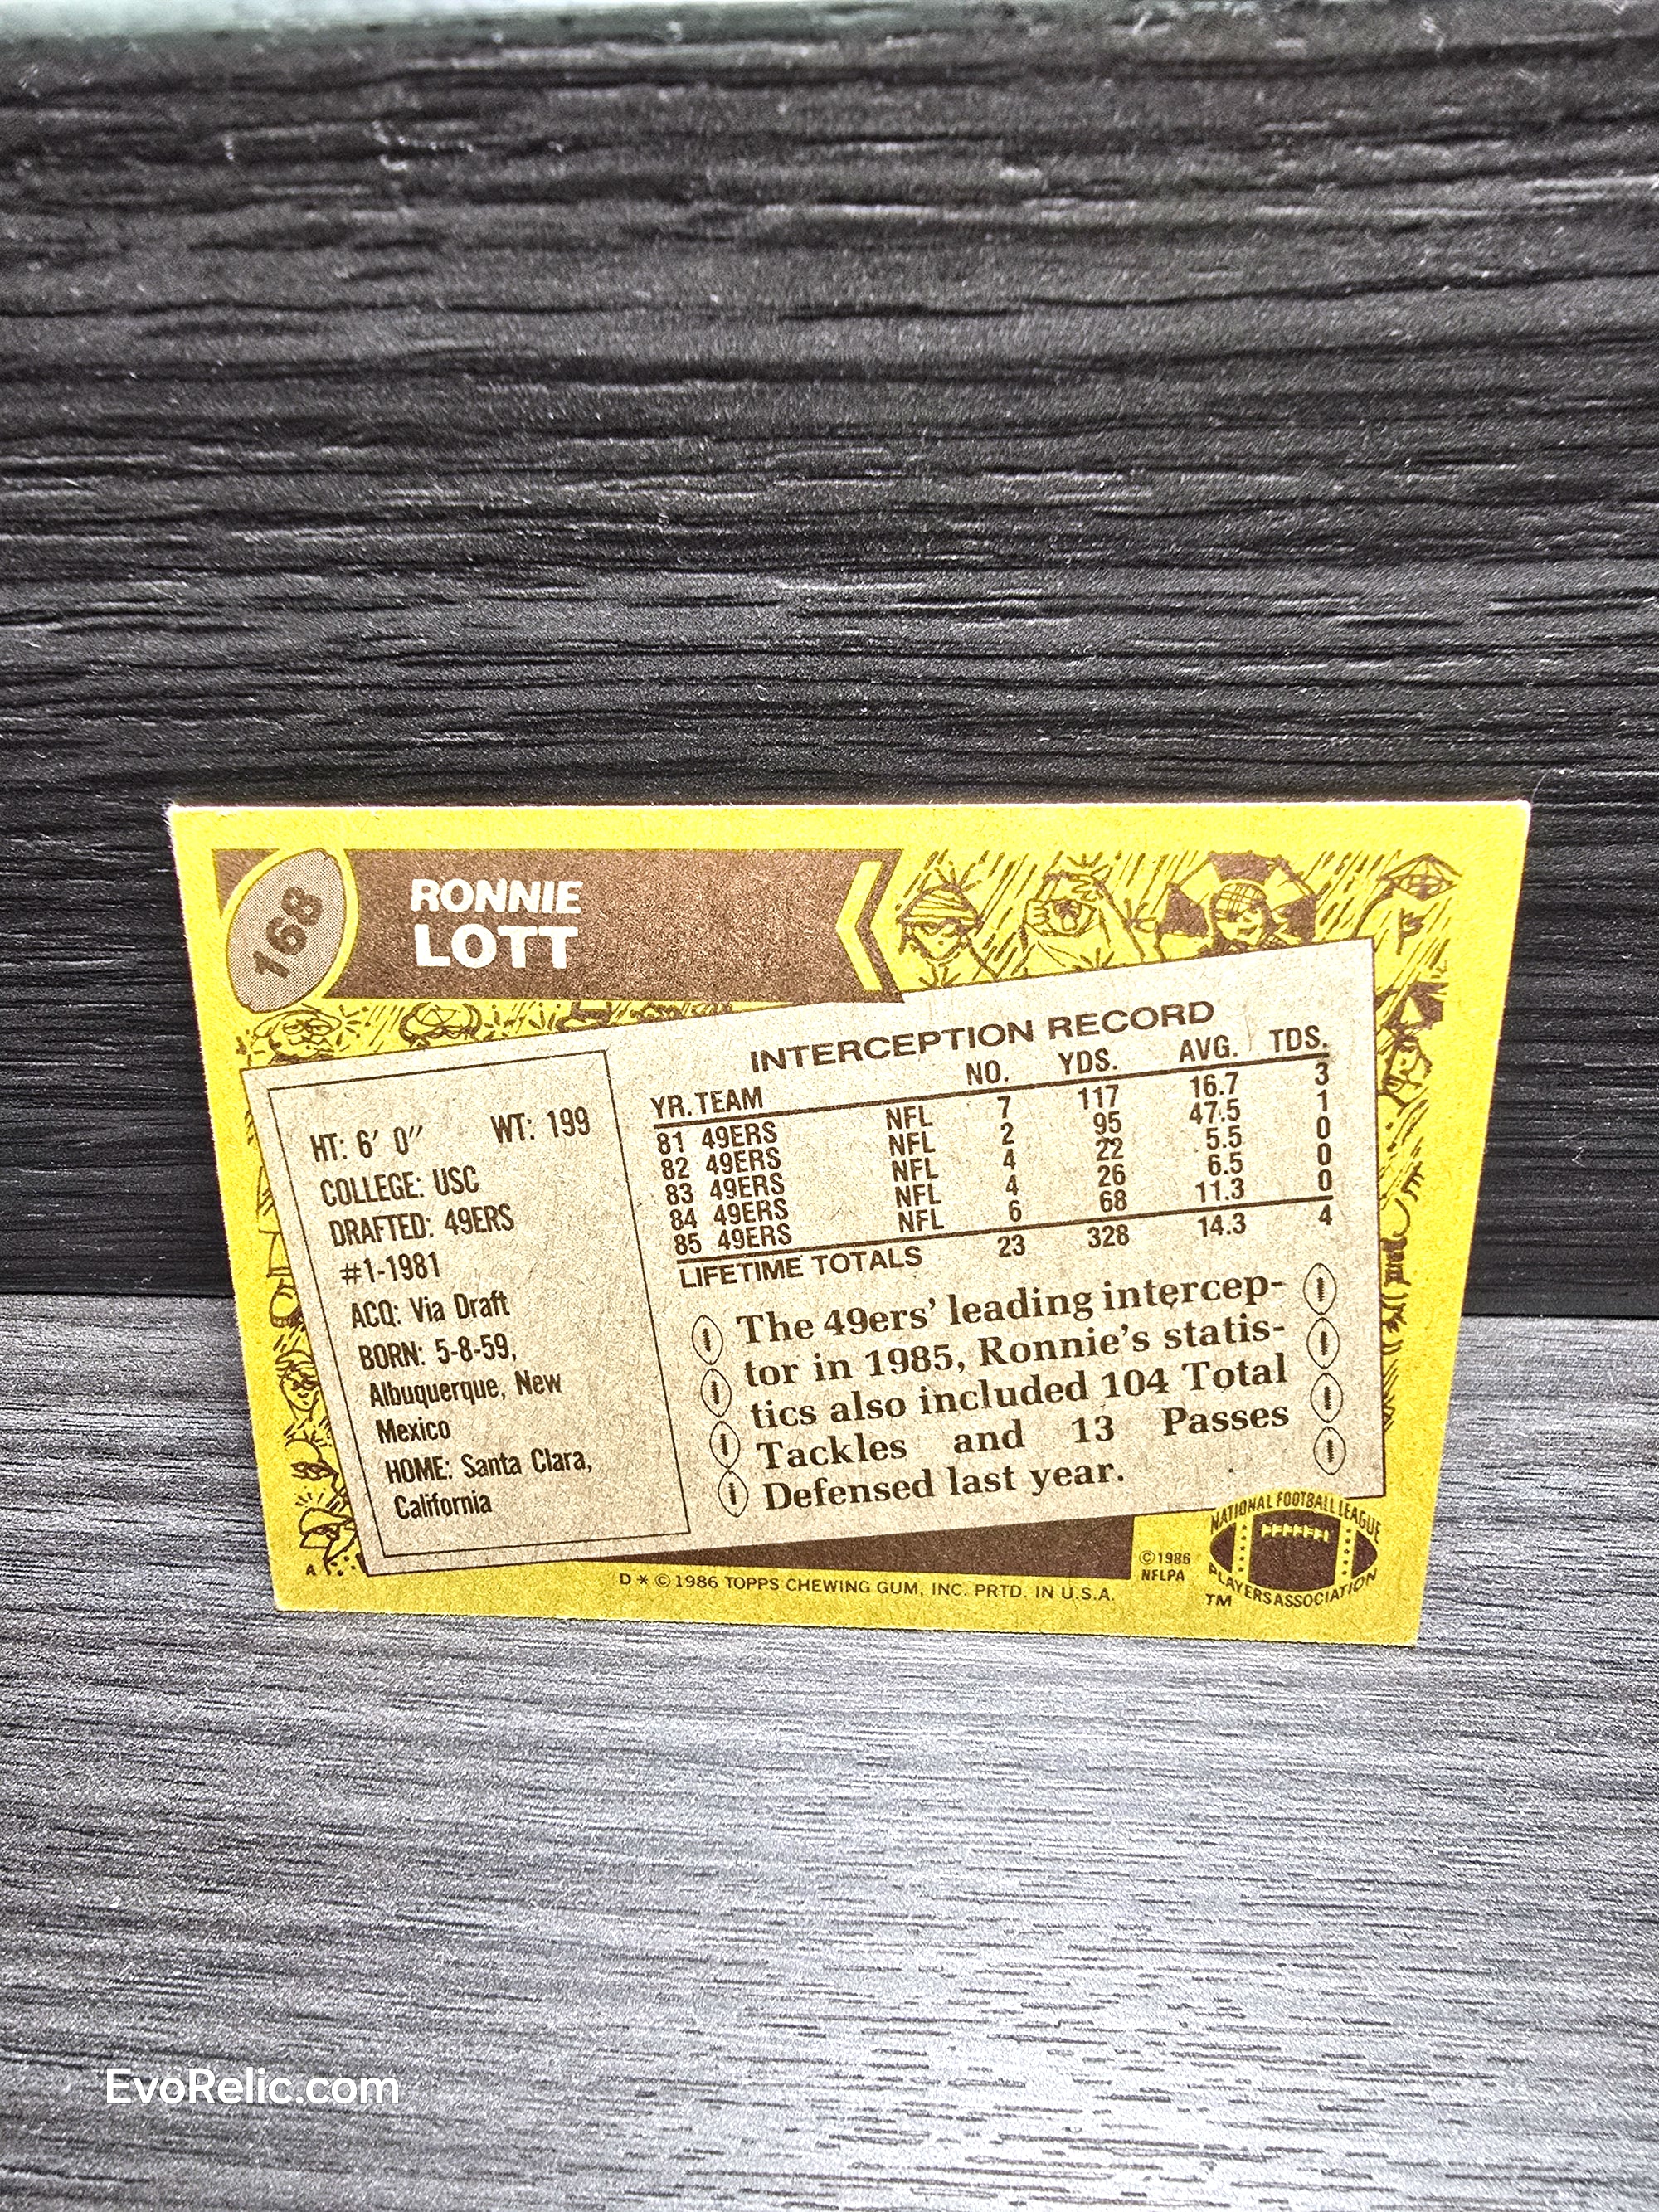 168
RONNIE
LOTT
HT: 6' 0" WT: 199
COLLEGE: USC
DRAFTED: 49ERS
#1-1981
ACQ: Via Draft
BORN: 5-8-59,
Albuquerque, New
Mexico
HOME: Santa Clara,
California
INTERCEPTION RECORD
YR. TEAM NO. YDS. AVG. TDS.
81 49ERS NFL 7 117 16.7 3
82 49ERS NFL 2 95 47.5 1
83 49ERS NFL 4 22 5.5 0
84 49ERS NFL 4 26 6.5 0
85 49ERS NFL 6 68 11.3 0
LIFETIME TOTALS 23 328 14.3 4
The 49ers' leading intercep-
tor in 1985, Ronnie's statis-
tics also included 104 Total
Tackles and 13 Passes
Defensed last year.
A
D * © 1986 TOPPS CHEWING GUM, INC. PRTD. IN U.S.A.
© 1986
NFLPA
NATIONAL FOOTBALL LEAGUE
PLAYERS ASSOCIATION
TM
EvoRelic.com